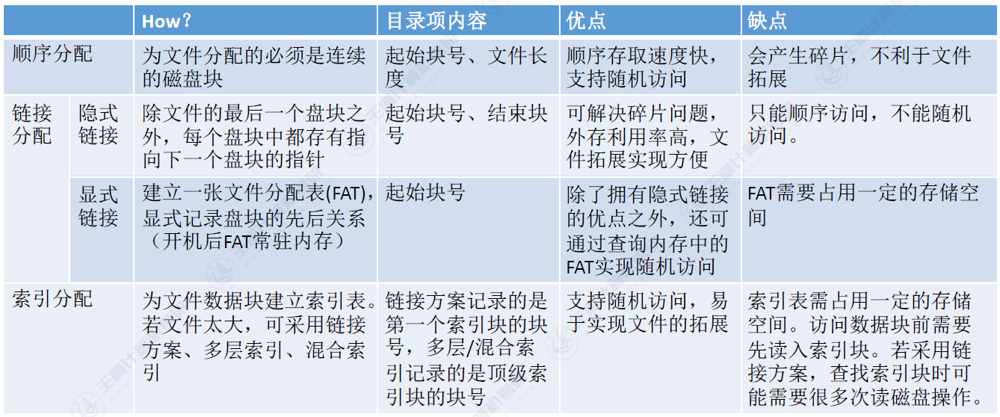 How？
目录项内容
优点
缺点
顺序分配
为文件分配的必须是连续
的磁盘块
起始块号、文件长
度
顺序存取速度快，
支持随机访问
会产生碎片，不利于文件
拓展
链接
分配
隐式
链接
除文件的最后一个盘块之
外，每个盘块中都存有指
向下一个盘块的指针
起始块号、结束块
号
可解决碎片问题，
外存利用率高，文
件拓展实现方便
只能顺序访问，不能随机
访问。
显式
链接
建立一张文件分配表(FAT)，
显式记录盘块的先后关系
（开机后FAT常驻内存）
起始块号
除了拥有隐式链接
的优点之外，还可
通过查询内存中的
FAT实现随机访问
FAT需要占用一定的存储空
间
索引分配
为文件数据块建立索引表。
若文件太大，可采用链接
方案、多层索引、混合索
引
链接方案记录的是
第一个索引块的块
号，多层/混合索
引记录的是顶级索
引块的块号
支持随机访问，易
于实现文件的拓展
索引表需占用一定的存储
空间。访问数据块前需要
先读入索引块。若采用链
接方案，查找索引块时可
能需要很多次读磁盘操作。
王道计算机考研